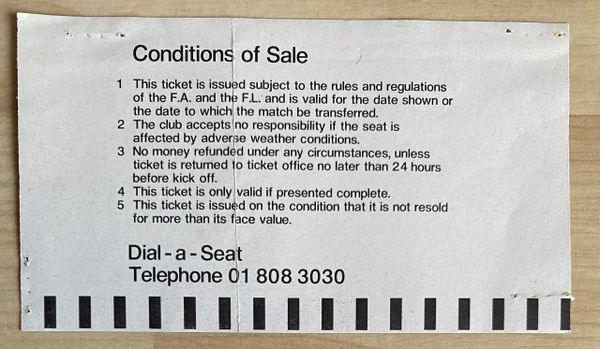 Conditions of Sale
1 This ticket is issued subject to the rules and regulations
of the F.A. and the F.L. and is valid for the date shown or
the date to which the match be transferred.
2 The club accepts no responsibility if the seat is
affected by adverse weather conditions.
3 No money refunded under any circumstances, unless
ticket is returned to ticket office no later than 24 hours
before kick off.
4 This ticket is only valid if presented complete.
5 This ticket is issued on the condition that it is not resold
for more than its face value.
Dial-a-Seat
Telephone 01 808 3030